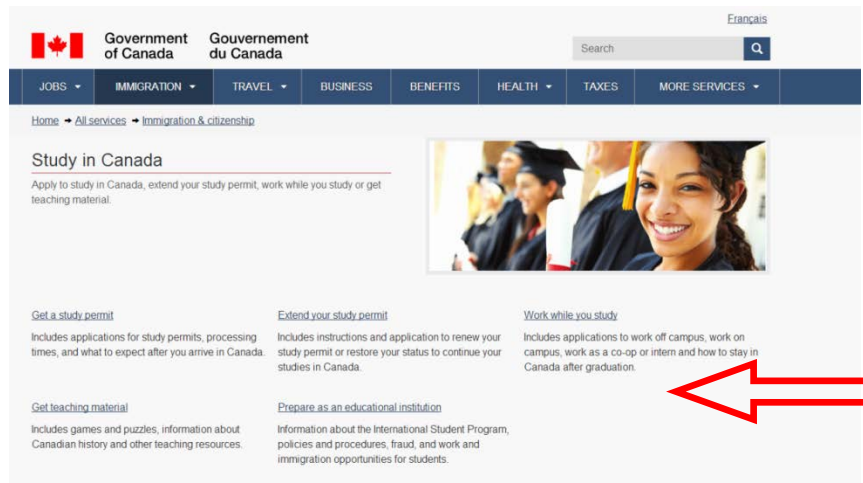 Français
Government Gouvernement
of Canada du Canada
Search
JOBS IMMIGRATION TRAVEL BUSINESS BENEFITS HEALTH TAXES MORE SERVICES
Home → All services → Immigration & citizenship
Study in Canada
Apply to study in Canada, extend your study permit, work while you study or get
teaching material.
Get a study permit
Includes applications for study permits, processing
times, and what to expect after you arrive in Canada.
Extend your study permit
Includes instructions and application to renew your
study permit or restore your status to continue your
studies in Canada.
Work while you study
Includes applications to work off campus, work on
campus, work as a co-op or intern and how to stay in
Canada after graduation.
Get teaching material
Includes games and puzzles, information about
Canadian history and other teaching resources.
Prepare as an educational institution
Information about the International Student Program,
policies and procedures, fraud, and work and
immigration opportunities for students.